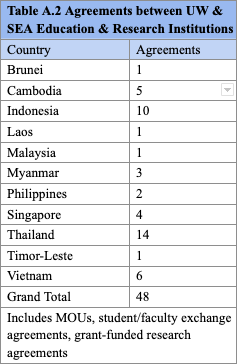 Table A.2 Agreements between UW &
SEA Education & Research Institutions
Country Agreements
Brunei 1
Cambodia 5
Indonesia 10
Laos 1
Malaysia 1
Myanmar 3
Philippines 2
Singapore 4
Thailand 14
Timor-Leste 1
Vietnam 6
Grand Total 48
Includes MOUs, student/faculty exchange
agreements, grant-funded research
agreements